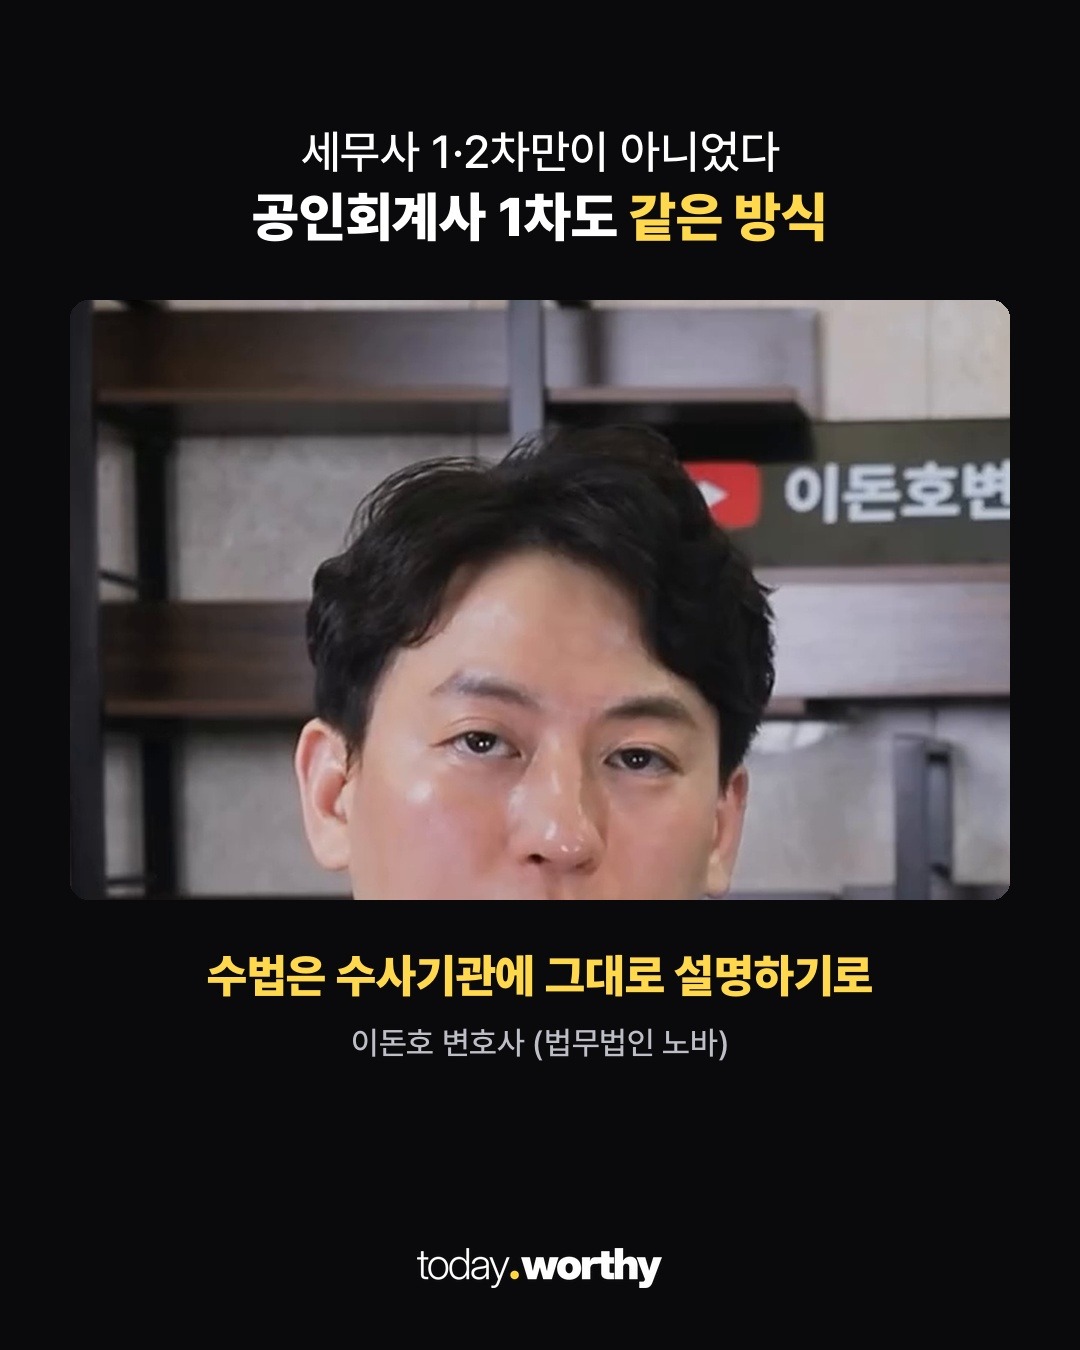 세무사 1·2차만이 아니었다
공인회계사 1차도 같은 방식
이돈호변
수법은 수사기관에 그대로 설명하기로
이돈호 변호사 (법무법인 노바)
today.worthy